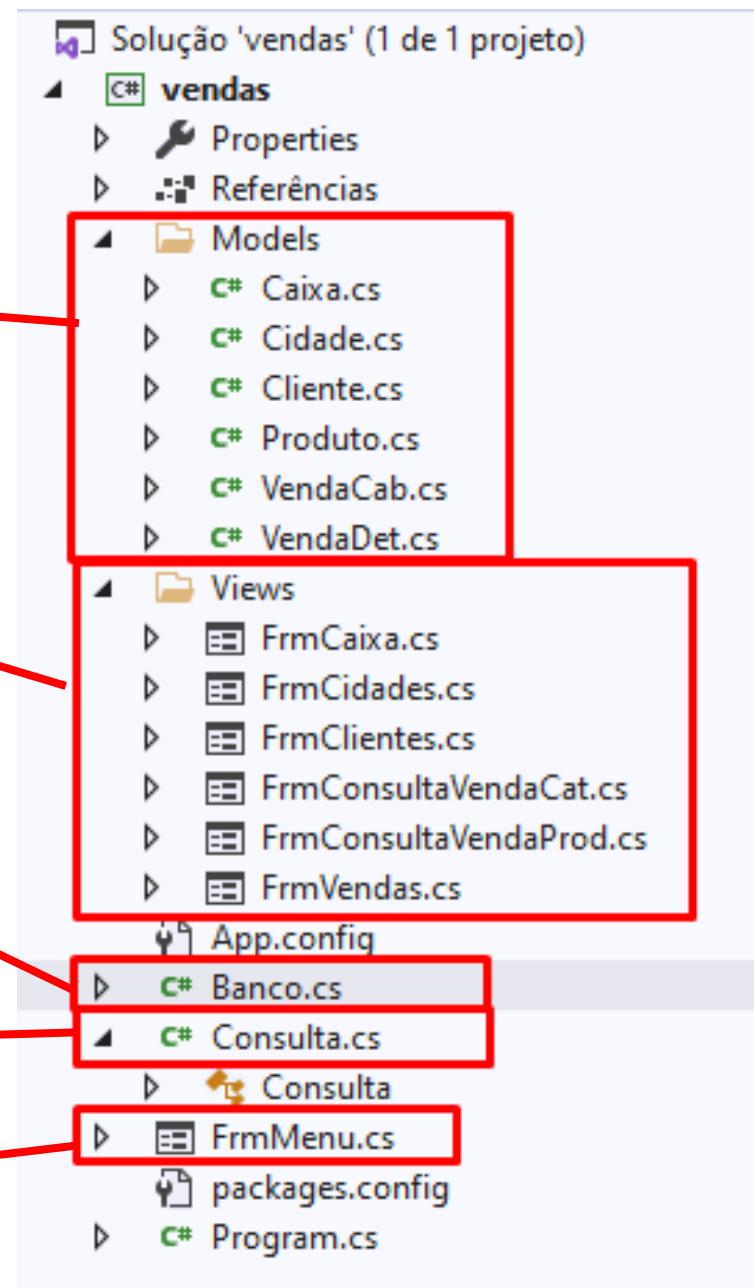 Solução 'vendas' (1 de 1 projeto)
C# vendas
Properties
Referências
Models
C# Caixa.cs
C# Cidade.cs
C# Cliente.cs
C# Produto.cs
C# VendaCab.cs
C# VendaDet.cs
Views
FrmCaixa.cs
FrmCidades.cs
FrmClientes.cs
FrmConsultaVendaCat.cs
FrmConsultaVendaProd.cs
FrmVendas.cs
App.config
C# Banco.cs
C# Consulta.cs
Consulta
FrmMenu.cs
packages.config
C# Program.cs